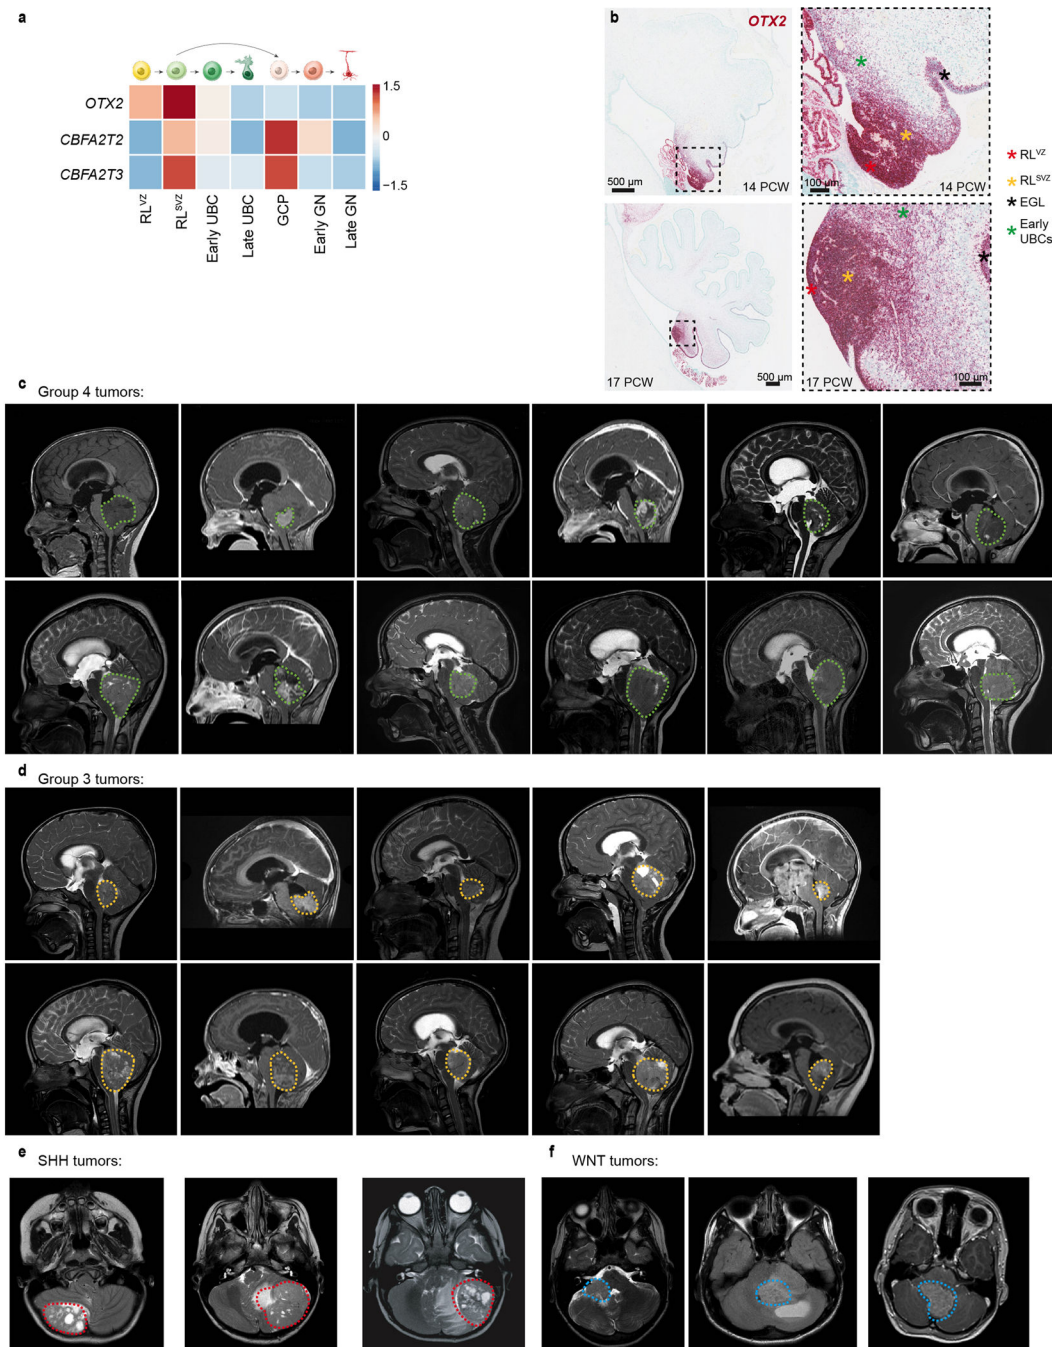 a
OTX2
CBFA2T2
CBFA2T3
1.5
0
−1.5
RLVZ
RLSVZ
Early UBC
Late UBC
GCP
Early GN
Late GN
b
OTX2
500 µm
14 PCW
100 µm
14 PCW
17 PCW
500 µm
17 PCW
100 µm
* RLVZ
* RLSVZ
* EGL
* Early
UBCs
c
Group 4 tumors:
d
Group 3 tumors:
e
SHH tumors:
f
WNT tumors: